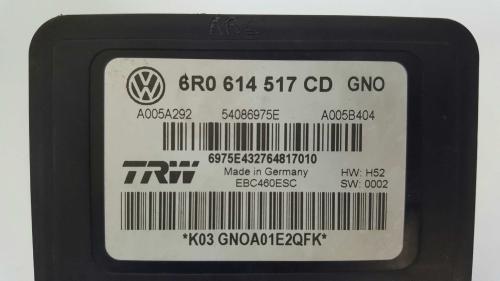 6R0 614 517 CD GNO
A005A292 54086975E A005B404
6975E432764817010
TRW Made in Germany HW: H52
EBC460ESC SW: 0002
*K03 GNOA01E2QFK*